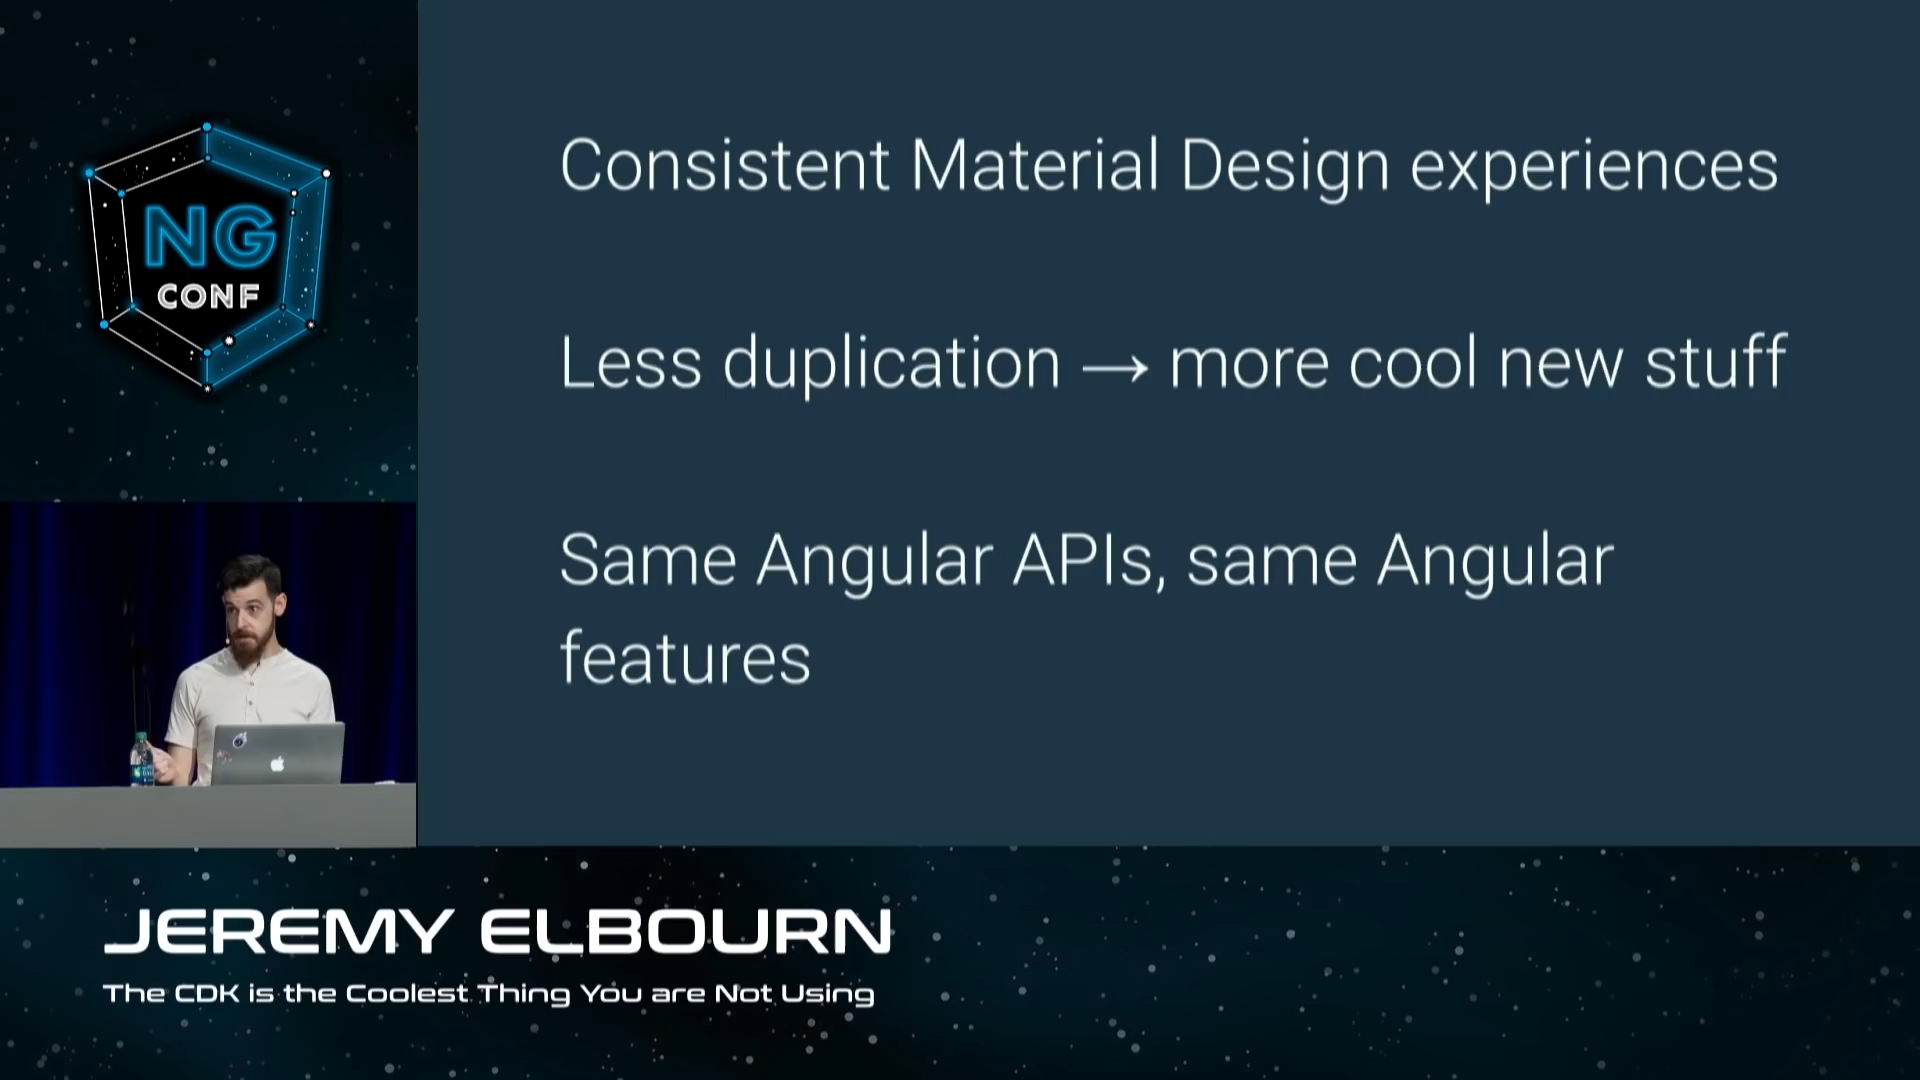 NG
CONF
Consistent Material Design experiences
Less duplication → more cool new stuff
Same Angular APIs, same Angular
features
JEREMY ELBOURN
The CDK is the Coolest Thing You are Not Using